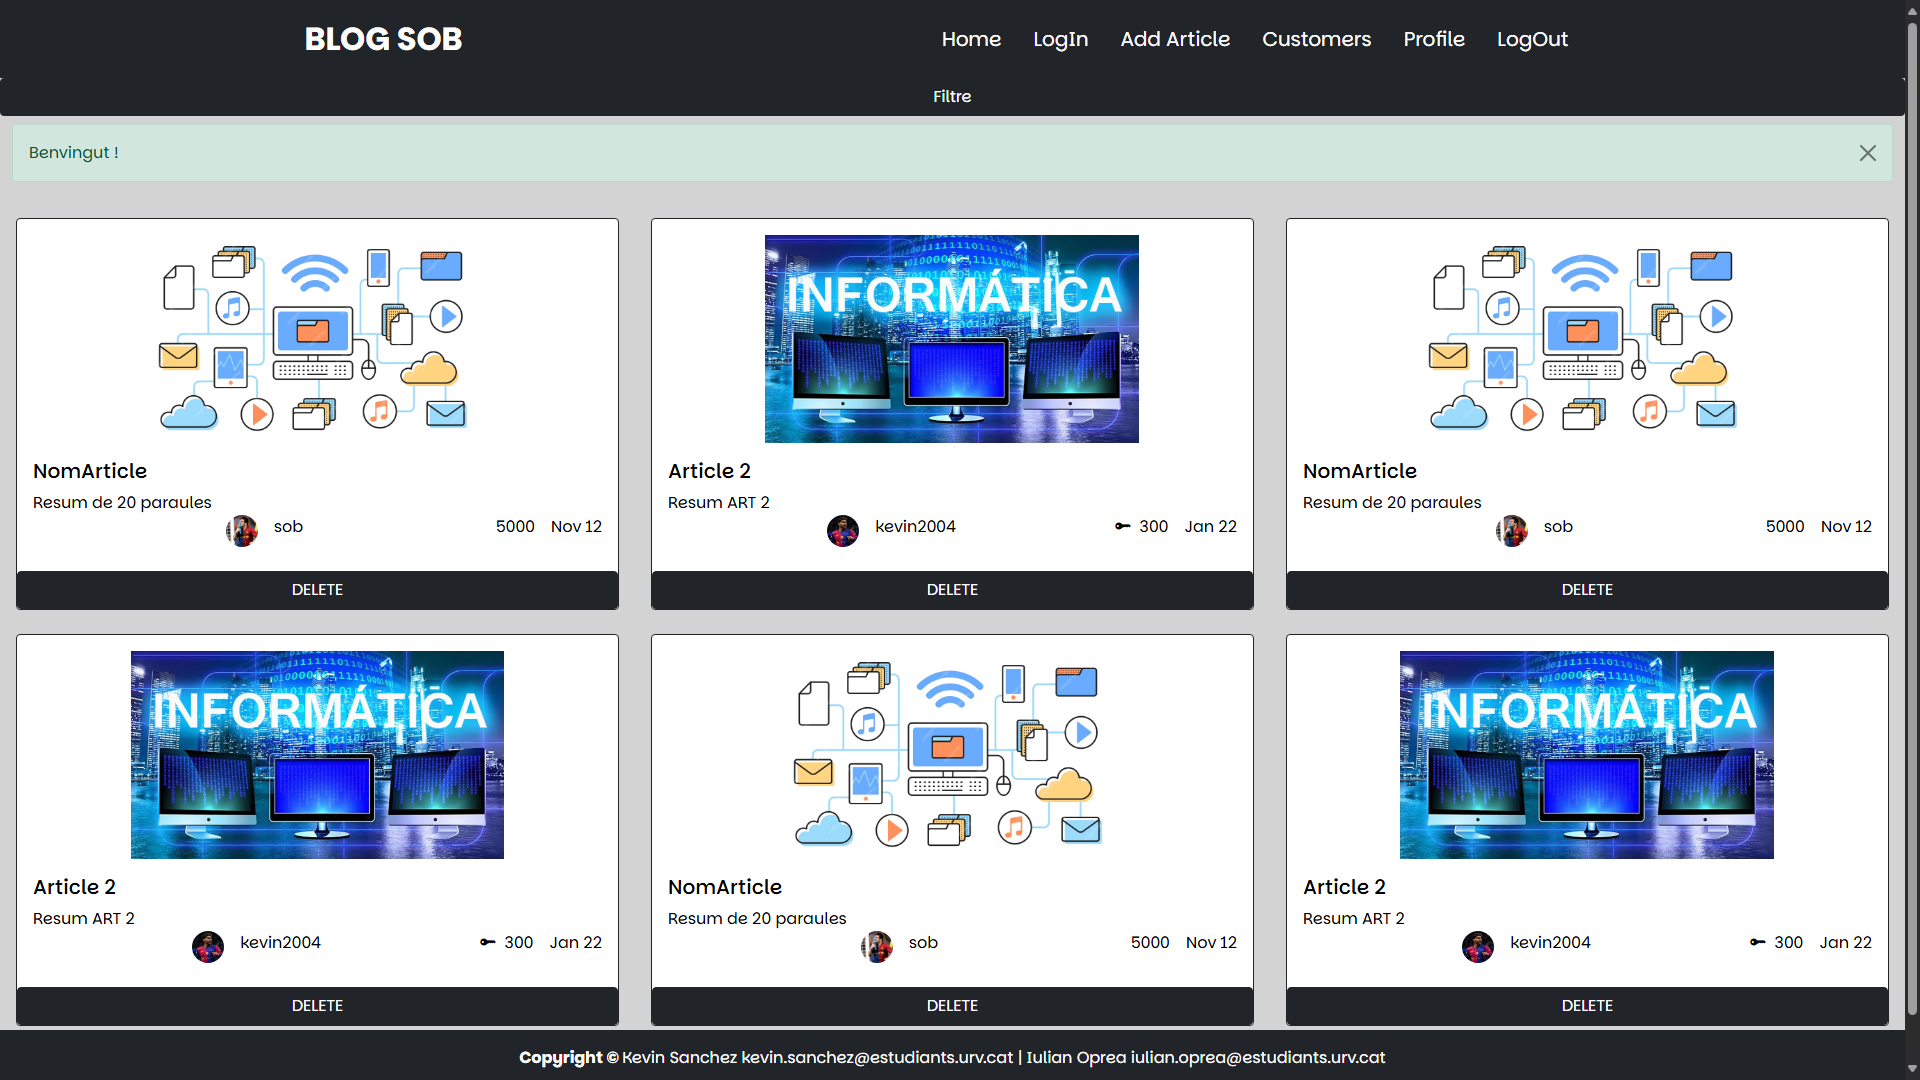 BLOG SOB
Home LogIn Add Article Customers Profile LogOut
Filtre
Benvingut !
NomArticle
Resum de 20 paraules
sob 5000 Nov 12
DELETE
INFORMÁTICA
Article 2
Resum ART 2
kevin2004 300 Jan 22
DELETE
NomArticle
Resum de 20 paraules
sob 5000 Nov 12
DELETE
INFORMÁTICA
Article 2
Resum ART 2
kevin2004 300 Jan 22
DELETE
NomArticle
Resum de 20 paraules
sob 5000 Nov 12
DELETE
INFORMÁTICA
Article 2
Resum ART 2
kevin2004 300 Jan 22
DELETE
Copyright © Kevin Sanchez kevin.sanchez@estudiants.urv.cat | Iulian Oprea iulian.oprea@estudiants.urv.cat